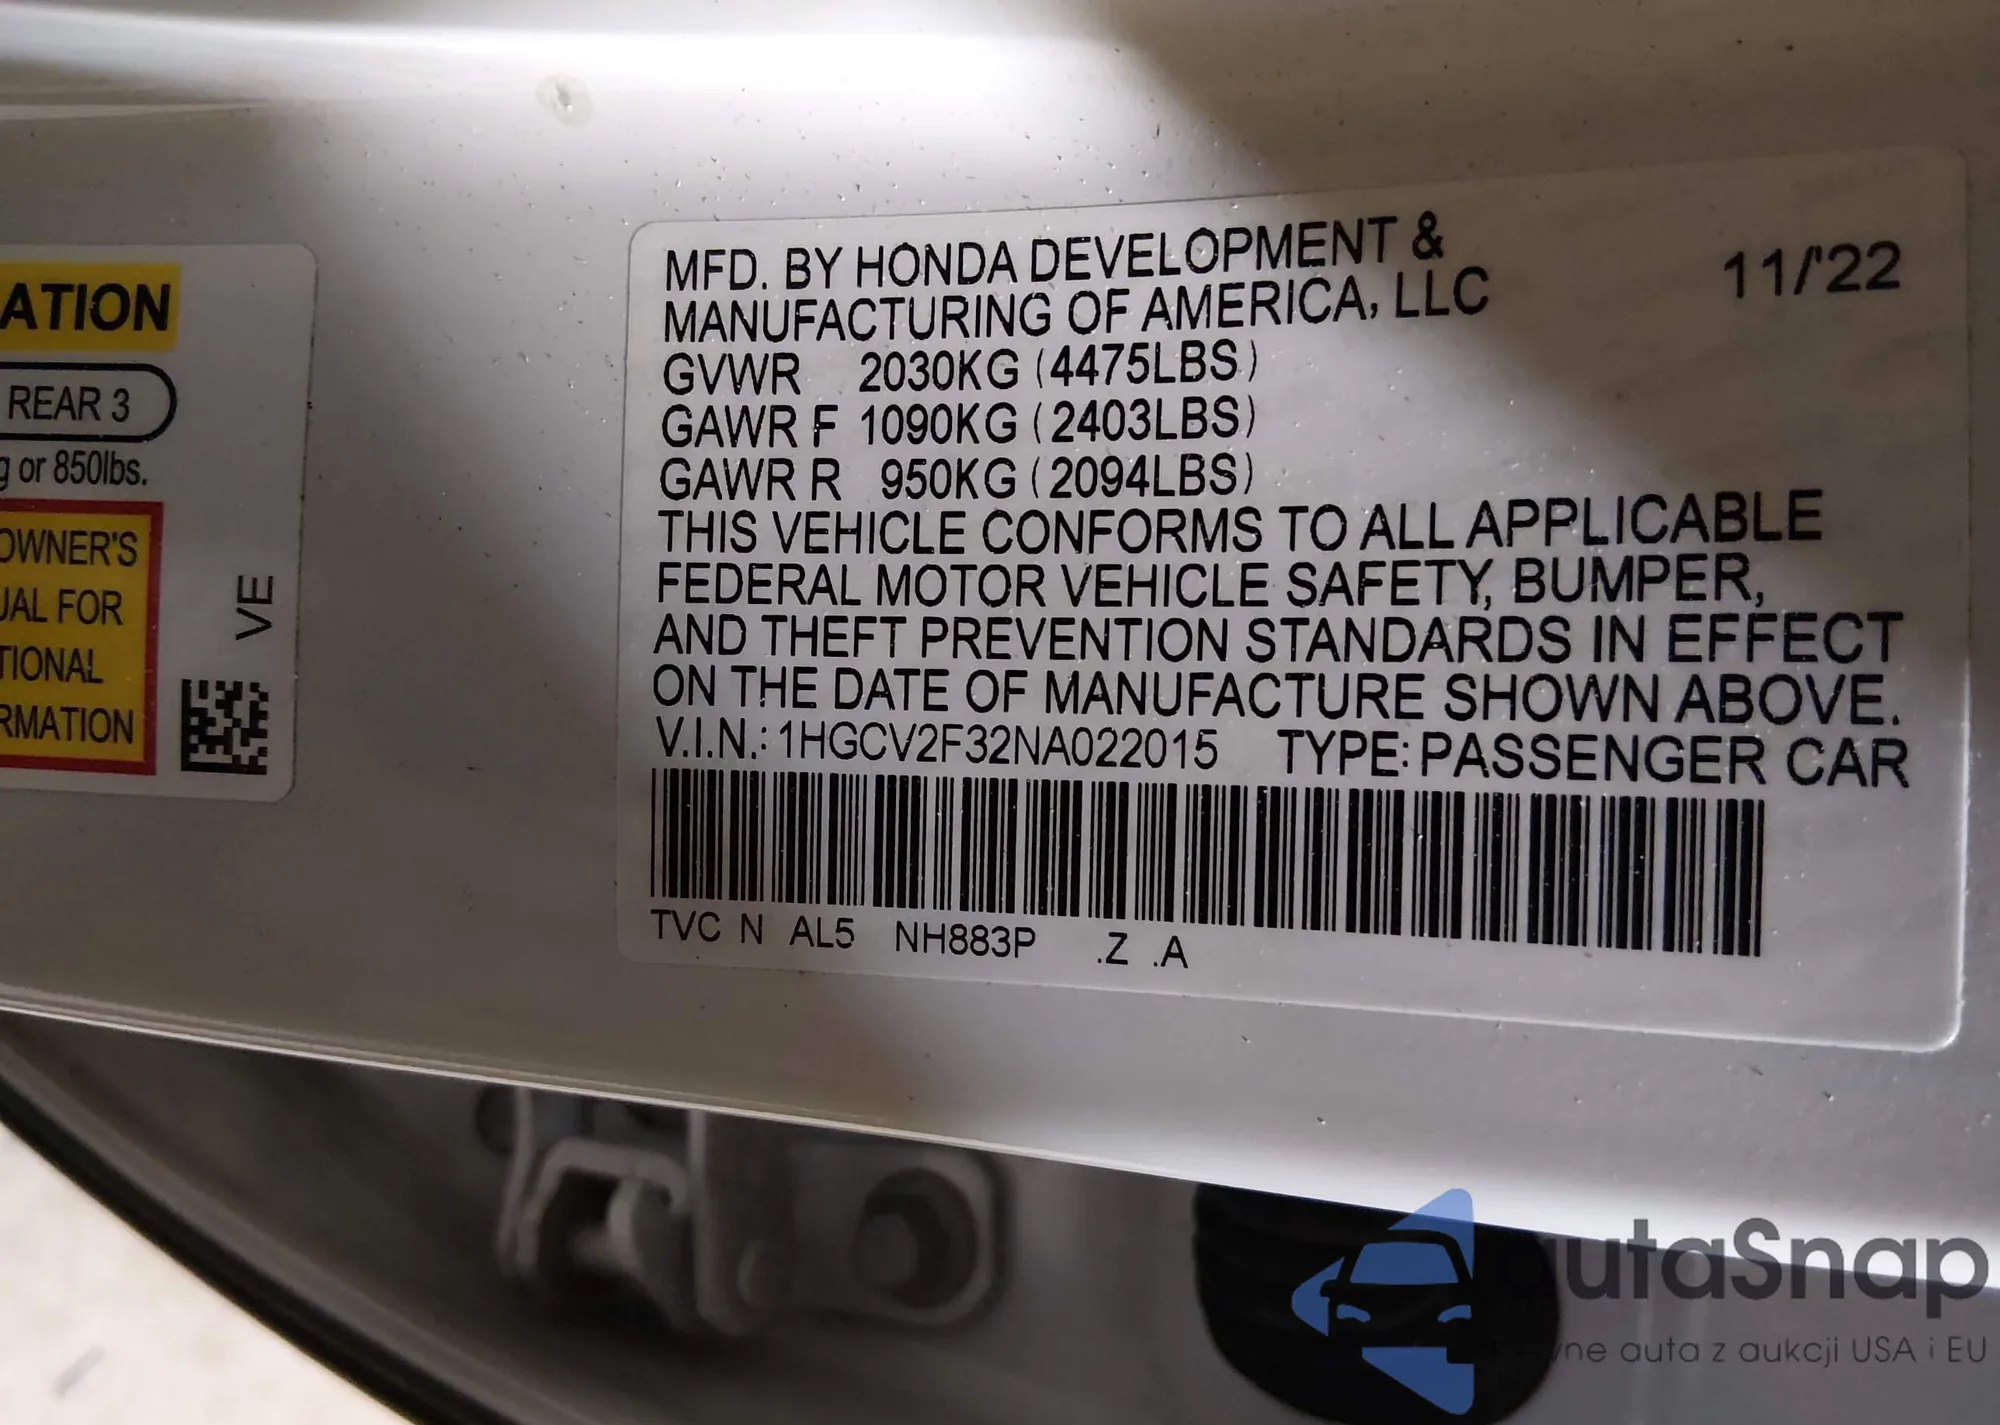 ATION
REAR 3
g or 850lbs.
OWNER'S
UAL FOR
TIONAL
RMATION
VE
MFD. BY HONDA DEVELOPMENT &
MANUFACTURING OF AMERICA, LLC
11/'22
GVWR 2030KG (4475LBS)
GAWR F 1090KG (2403LBS)
GAWR R 950KG (2094LBS)
THIS VEHICLE CONFORMS TO ALL APPLICABLE
FEDERAL MOTOR VEHICLE SAFETY, BUMPER,
AND THEFT PREVENTION STANDARDS IN EFFECT
ON THE DATE OF MANUFACTURE SHOWN ABOVE.
V.I.N.: 1HGCV2F32NA022015 TYPE: PASSENGER CAR
TVC N AL5 NH883P .Z .A
autaSnap
auta z aukcji USA i EU